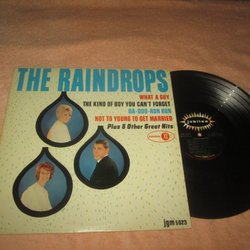 THE RAINDROPS
WHAT A GUY
THE KIND OF BOY YOU CAN'T FORGET
DA-DOO-RON RON
NOT TO YOUNG TO GET MARRIED
Plus 8 Other Great Hits
jgm-5023
jubilee